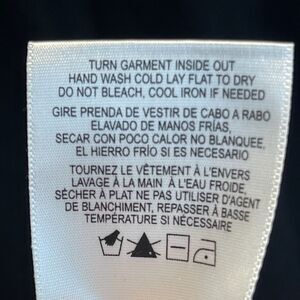 TURN GARMENT INSIDE OUT
HAND WASH COLD LAY FLAT TO DRY
DO NOT BLEACH, COOL IRON IF NEEDED
GIRE PRENDA DE VESTIR DE CABO A RABO
ELAVADO DE MANOS FRÍAS,
SECAR CON POCO CALOR NO BLANQUEE,
EL HIERRO FRÍO SI ES NECESARIO
TOURNEZ LE VÊTEMENT À L'ENVERS
LAVAGE À LA MAIN À L'EAU FROIDE,
SÉCHER À PLAT NE PAS UTILISER D'AGENT
DE BLANCHIMENT, REPASSER À BASSE
TEMPÉRATURE SI NÉCESSAIRE